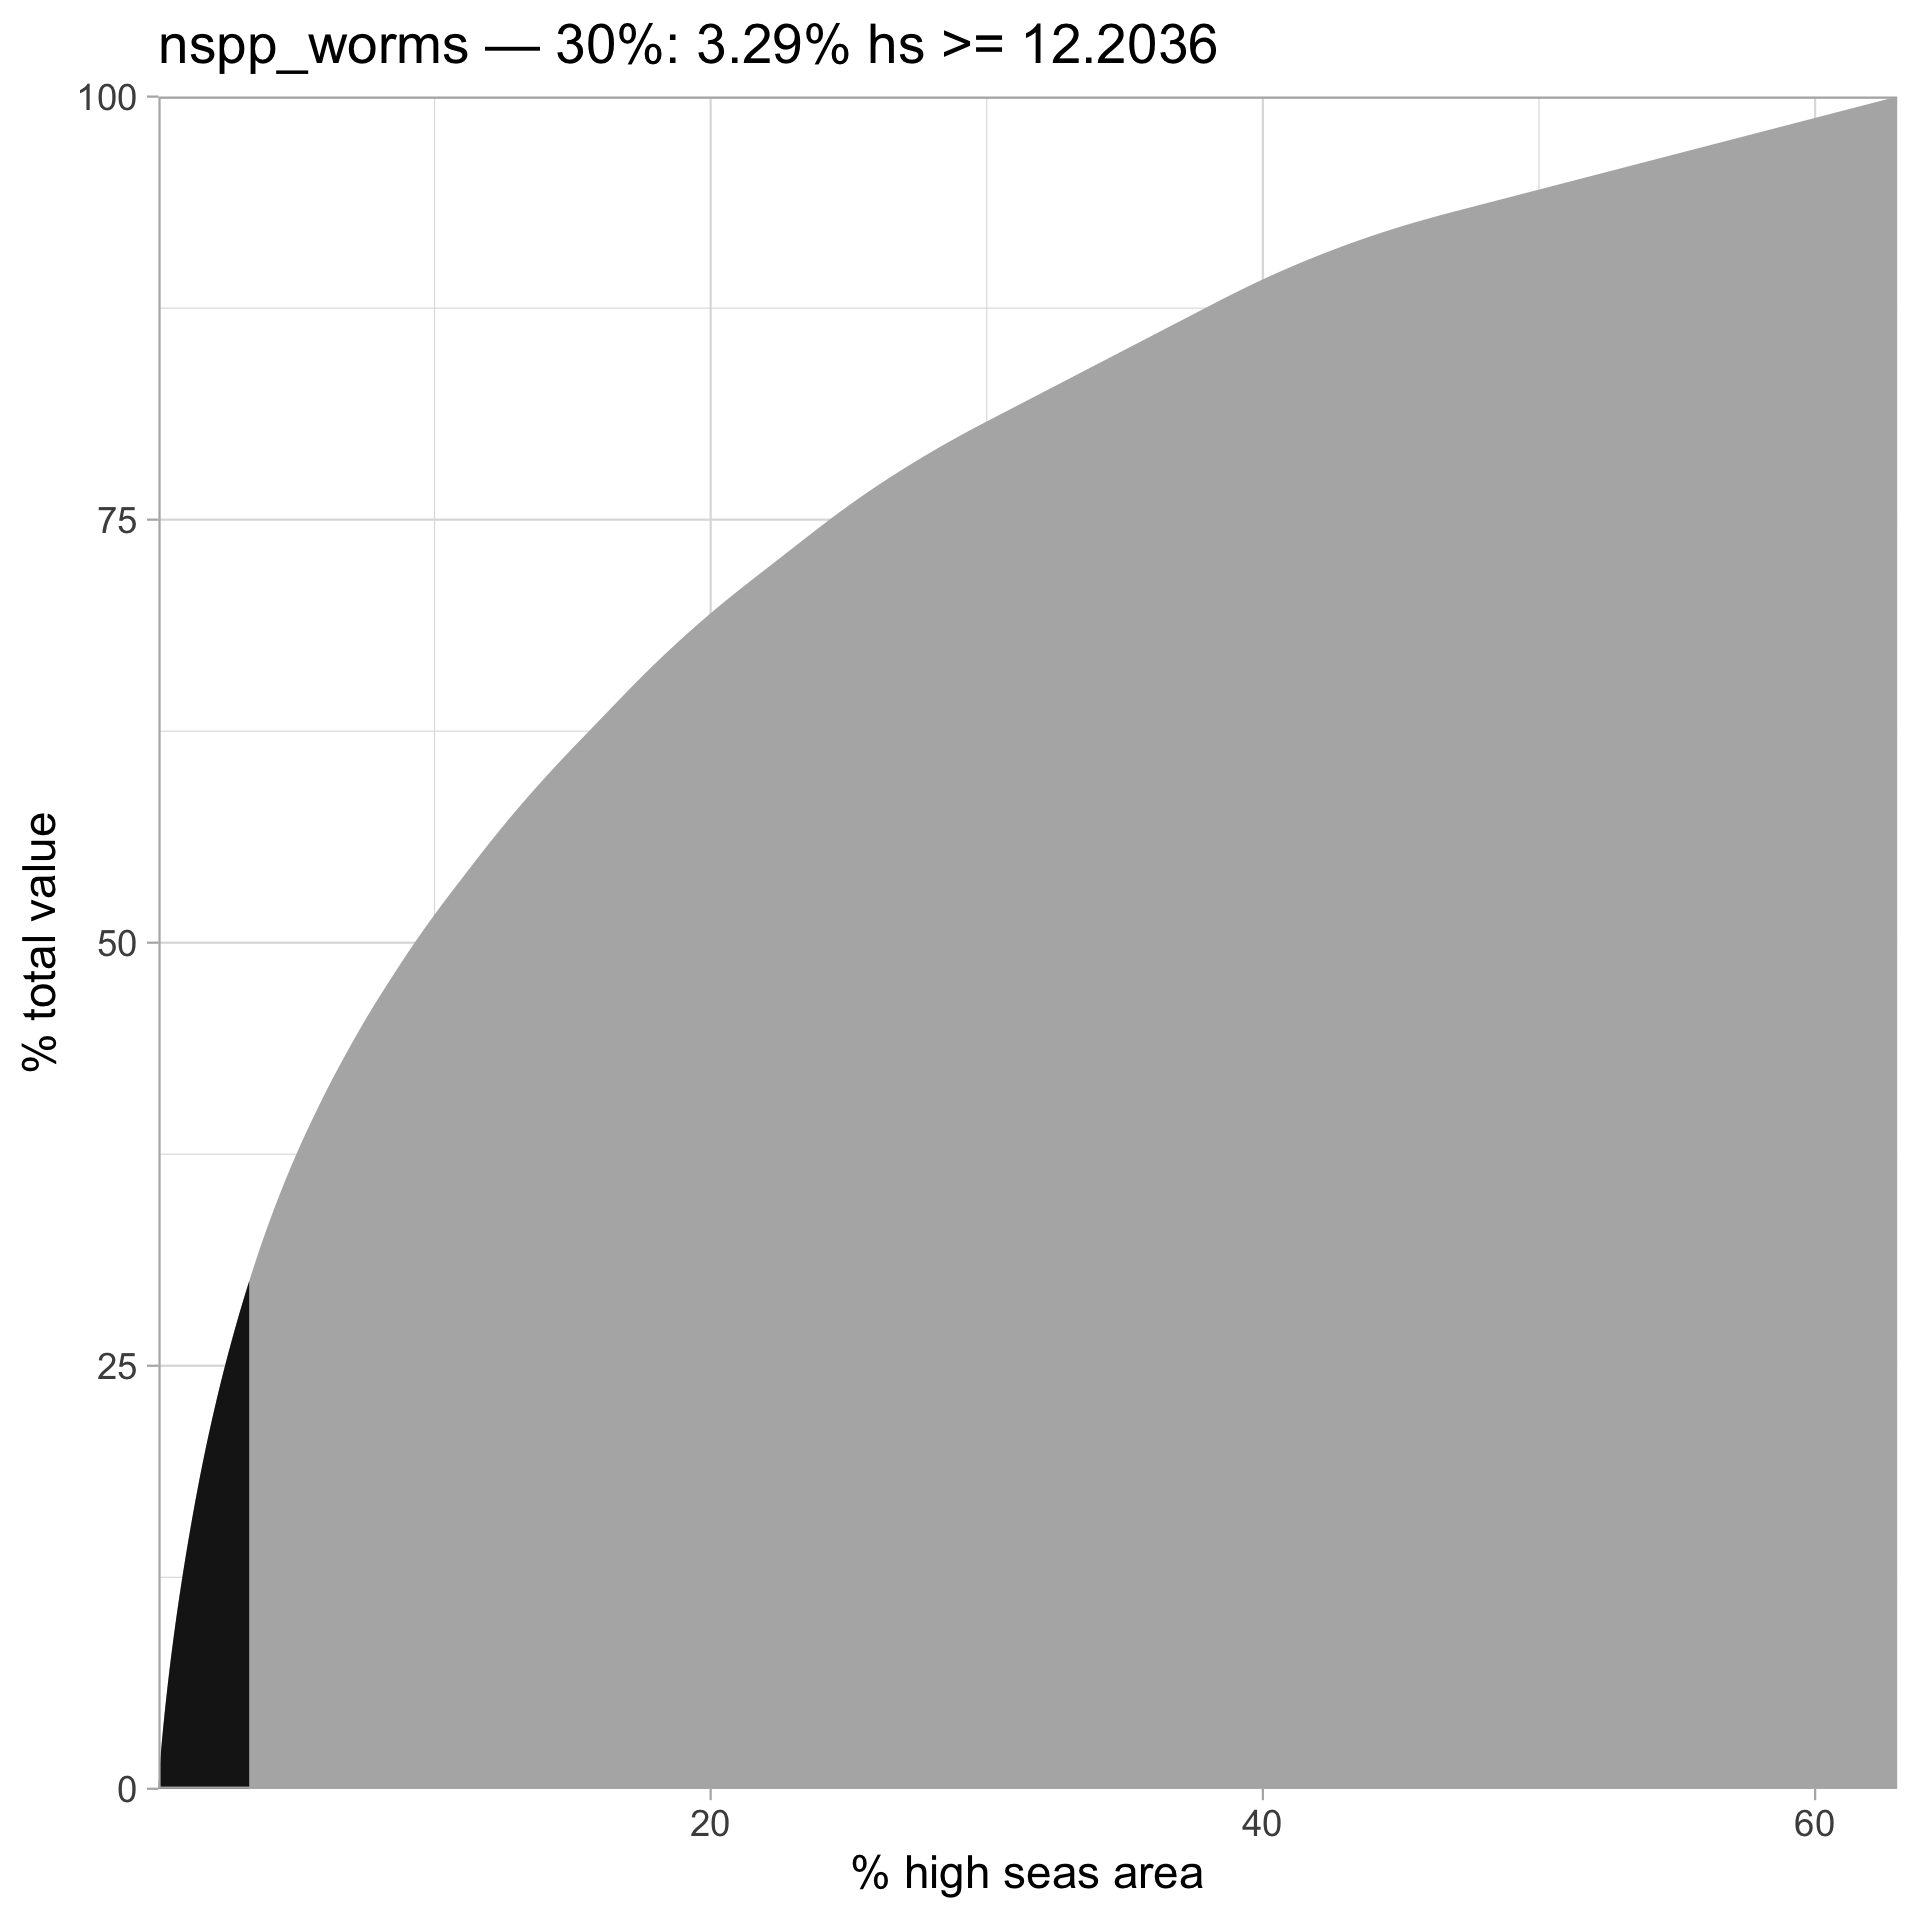 nspp_worms — 30%: 3.29% hs >= 12.2036
100
75
50
25
0
% total value
20 40 60
% high seas area